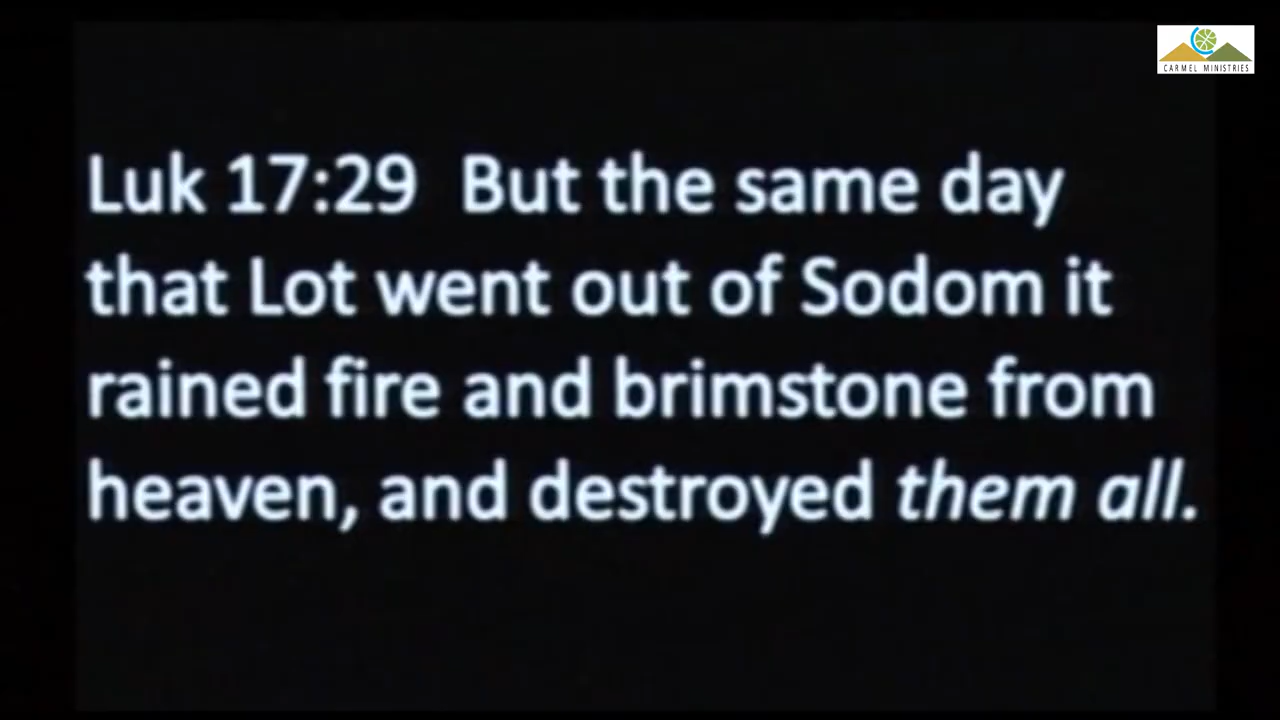 CARMEL MINISTRIES
Luk 17:29 But the same day
that Lot went out of Sodom it
rained fire and brimstone from
heaven, and destroyed them all.